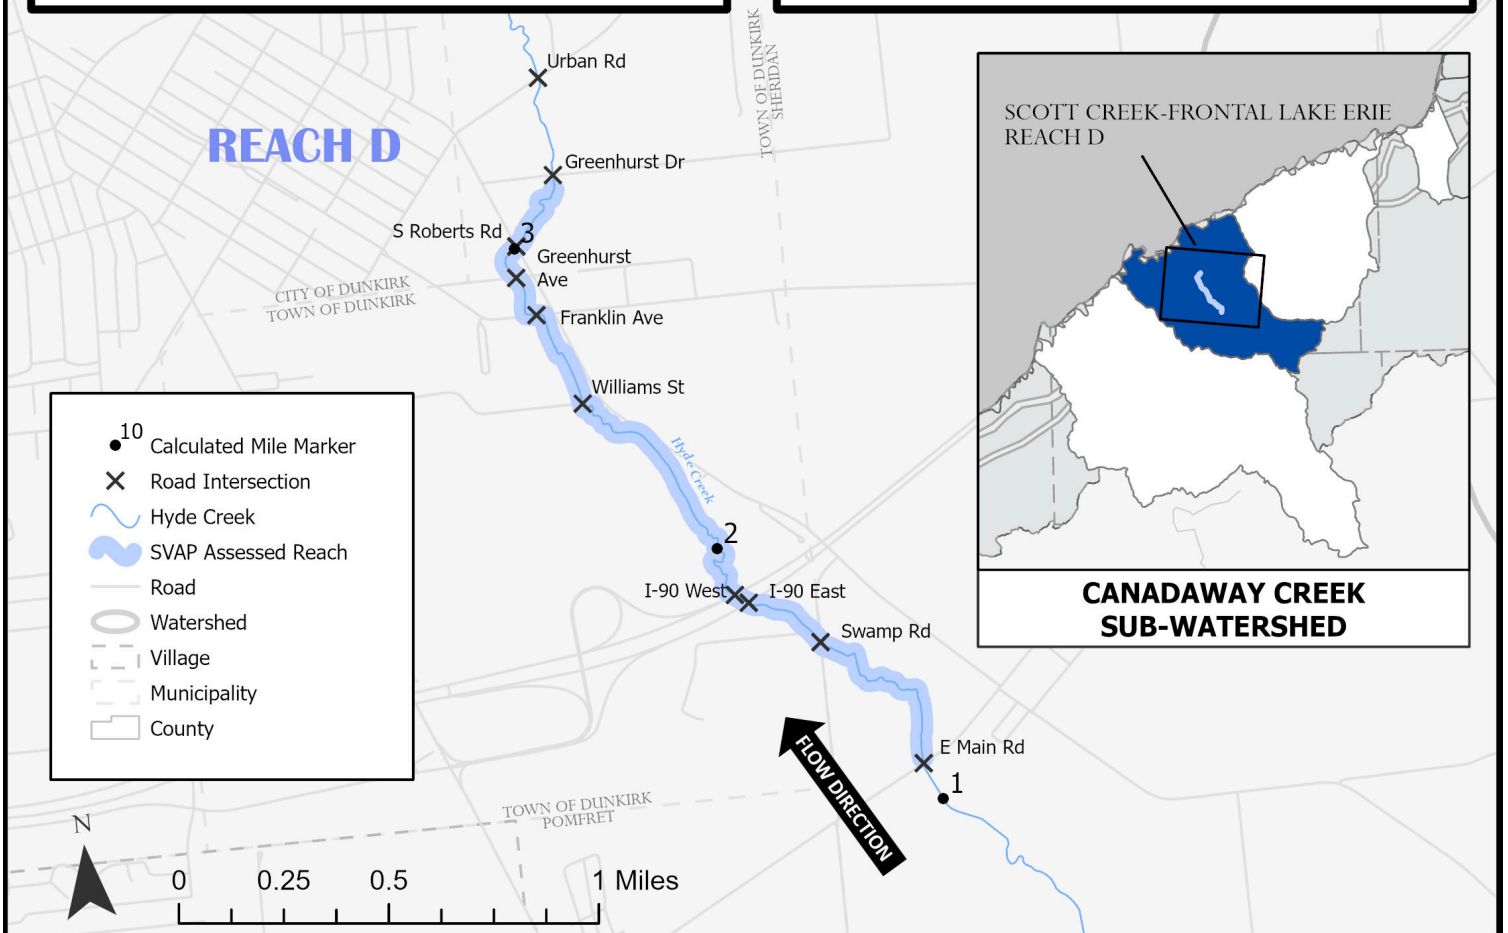 Urban Rd
TOWN OF DUNKIRK
SHERIDAN
REACH D
Greenhurst Dr
S Roberts Rd
3
Greenhurst
Ave
CITY OF DUNKIRK
TOWN OF DUNKIRK
Franklin Ave
Williams St
Hyde Creek
2
I-90 West
I-90 East
Swamp Rd
E Main Rd
1
FLOW DIRECTION
TOWN OF DUNKIRK
POMFRET
10
Calculated Mile Marker
Road Intersection
Hyde Creek
SVAP Assessed Reach
Road
Watershed
Village
Municipality
County
N
0 0.25 0.5 1 Miles
SCOTT CREEK-FRONTAL LAKE ERIE
REACH D
CANADAWAY CREEK
SUB-WATERSHED